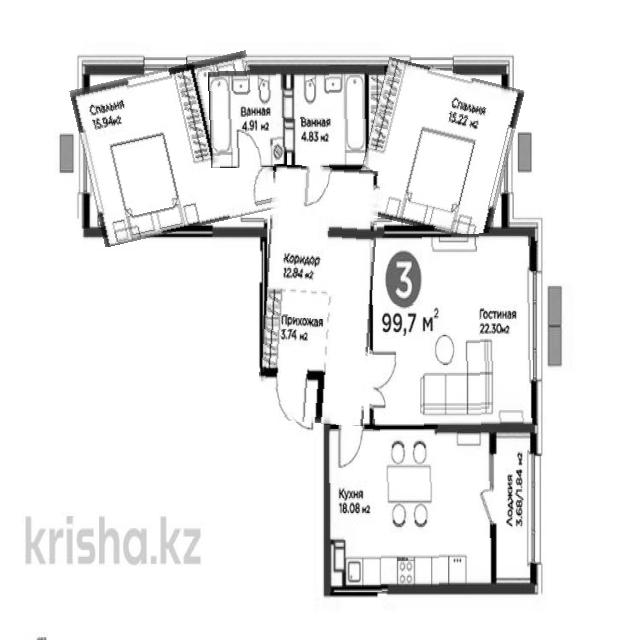 Спальня
15.94м2
Ванная
4.91 м2
Ванная
4.83 м2
Спальня
15.22 м2
Коридор
12.84 м2
3
99,7 м2
Гостиная
22.30м2
Прихожая
3.74 м2
Кухня
18.08 м2
Лоджия
3.68/1.84 м2
krisha.kz